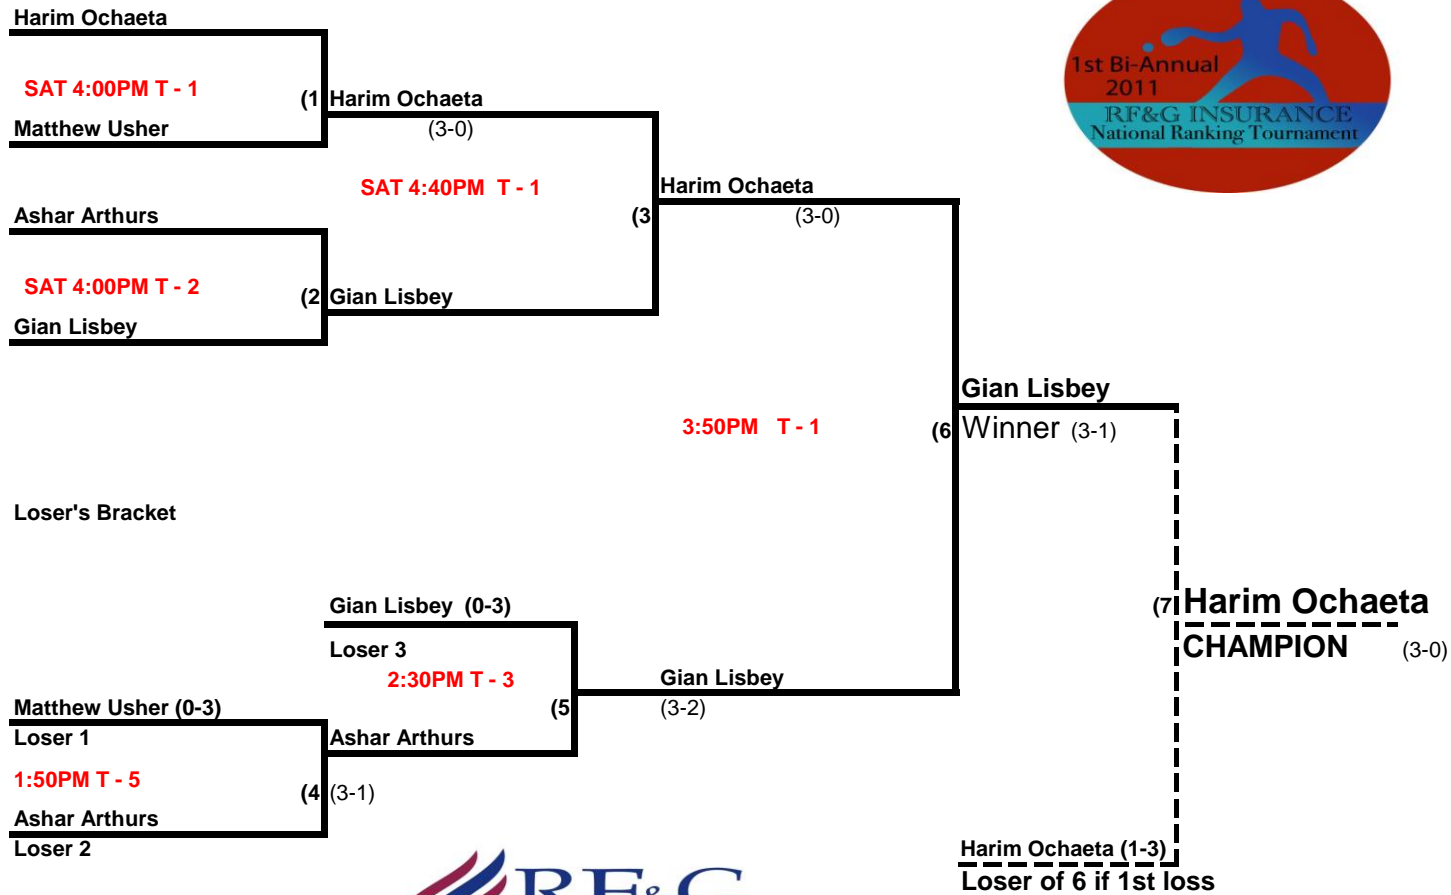 Harim Ochaeta
1st Bi-Annual
2011
RF&G INSURANCE
National Ranking Tournament
SAT 4:00PM T - 1
(1 Harim Ochaeta
Matthew Usher
(3-0)
SAT 4:40PM T - 1
Harim Ochaeta
Ashar Arthurs
(3
(3-0)
SAT 4:00PM T - 2
(2 Gian Lisbey
Gian Lisbey
Gian Lisbey
3:50PM T - 1
(6 Winner (3-1)
Loser's Bracket
Gian Lisbey (0-3)
(7 Harim Ochaeta
Loser 3
CHAMPION (3-0)
2:30PM T - 3
Gian Lisbey
Matthew Usher (0-3)
(5
(3-2)
Loser 1
Ashar Arthurs
1:50PM T - 5
(4 (3-1)
Ashar Arthurs
Loser 2
Harim Ochaeta (1-3)
RF&G
Loser of 6 if 1st loss